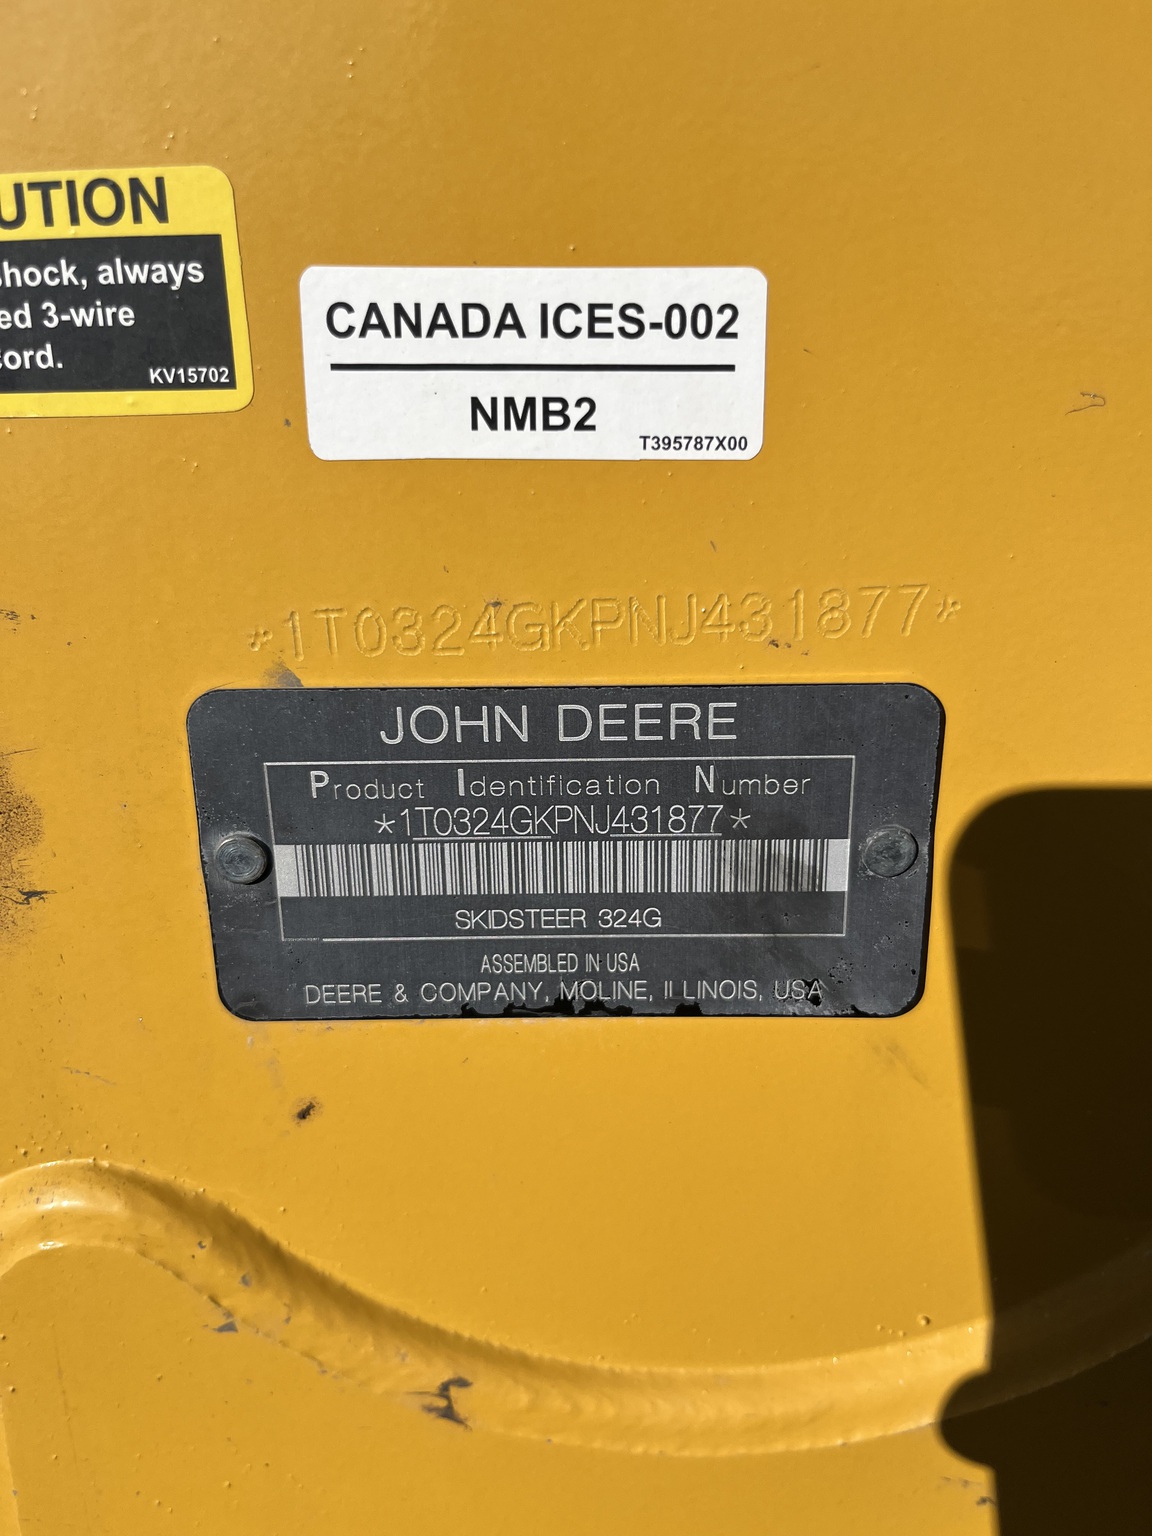 UTION
shock, always
ed 3-wire
cord.
KV15702
CANADA ICES-002
NMB2
T395787X00
*1T0324GKPNJ431877*
JOHN DEERE
Product Identification Number
*1T0324GKPNJ431877*
SKIDSTEER 324G
ASSEMBLED IN USA
DEERE & COMPANY, MOLINE, ILLINOIS, USA